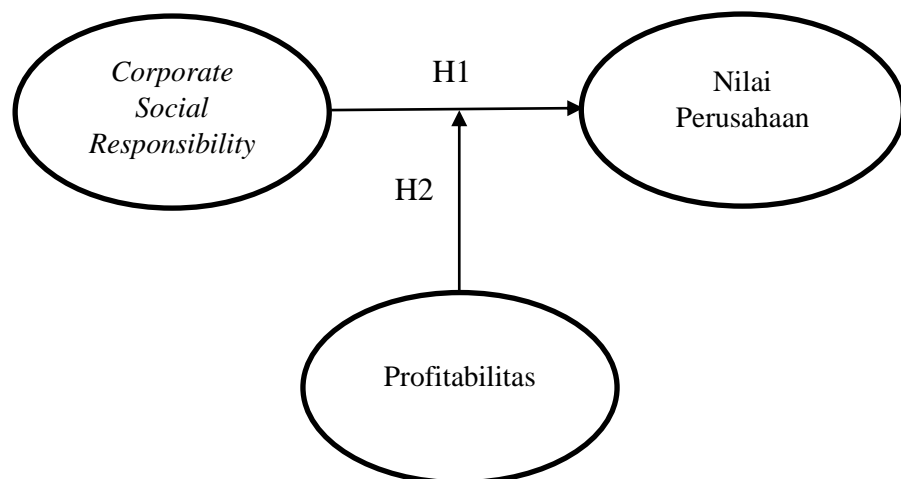 Corporate
Social
Responsibility
H1
Nilai
Perusahaan
H2
Profitabilitas